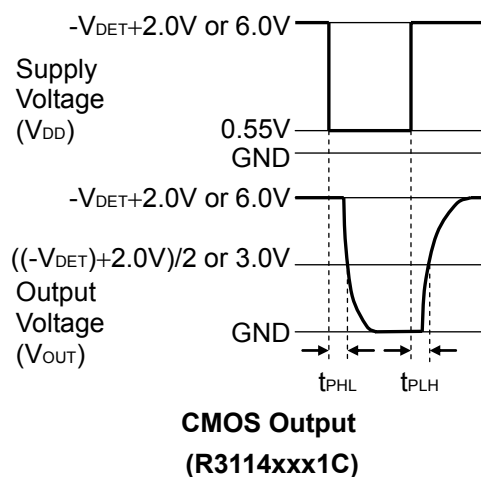 -VDET+2.0V or 6.0V
Supply
Voltage
(VDD)
0.55V
GND
-VDET+2.0V or 6.0V
((-VDET)+2.0V)/2 or 3.0V
Output
Voltage
(VOUT)
GND
tPHL tPLH
CMOS Output
(R3114xxx1C)